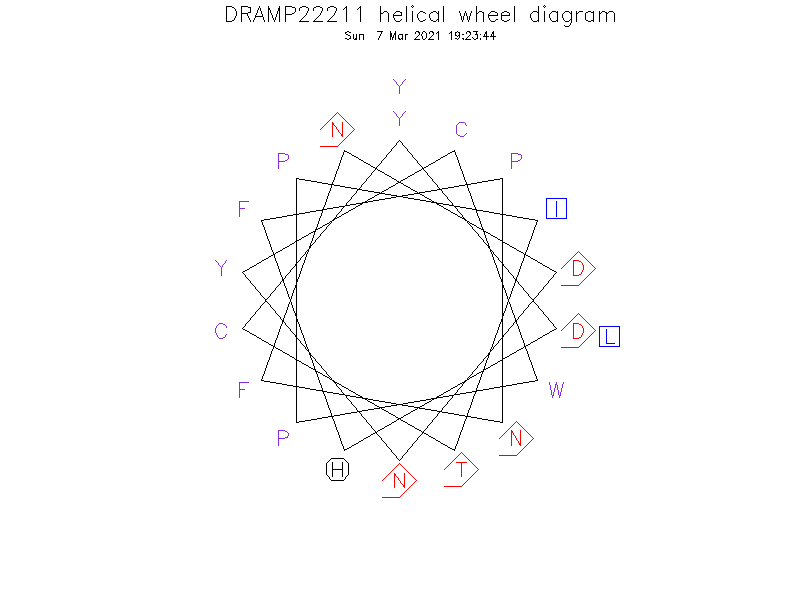 DRAMP22211 helical wheel diagram
Sun 7 Mar 2021 19:23:44
Y
Y
N C
P P
F I
Y D
C D L
F W
P N
H N T